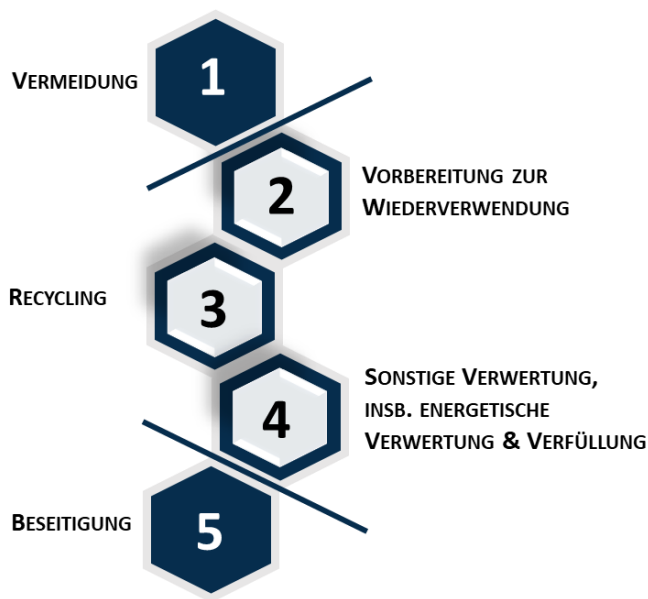 Vermeidung
1
2
Vorbereitung zur
Wiederverwendung
Recycling
3
4
Sonstige Verwertung,
insb. energetische
Verwertung & Verfüllung
Beseitigung
5